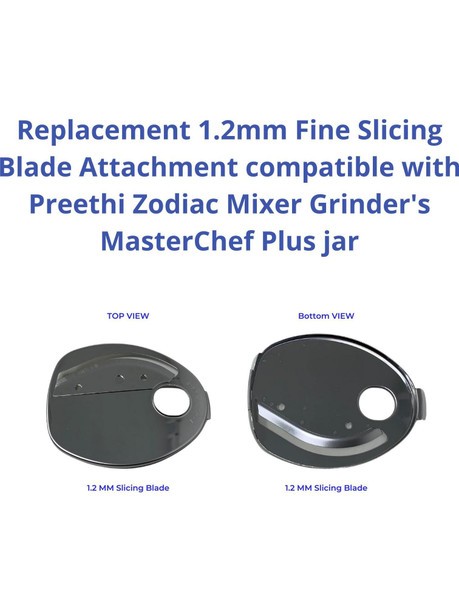 Replacement 1.2mm Fine Slicing
Blade Attachment compatible with
Preethi Zodiac Mixer Grinder's
MasterChef Plus jar
TOP VIEW
Bottom VIEW
1.2 MM Slicing Blade
1.2 MM Slicing Blade